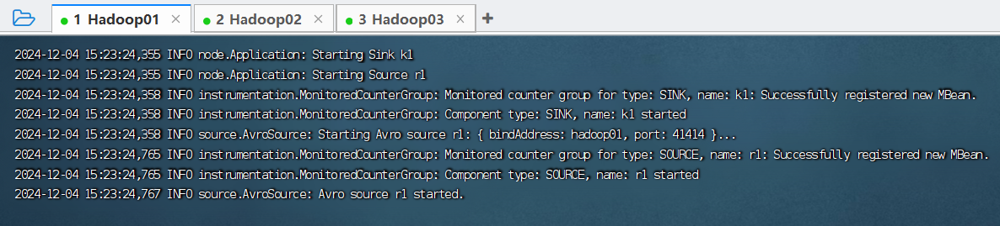 1 Hadoop01 × 2 Hadoop02 × 3 Hadoop03 × +
2024-12-04 15:23:24,355 INFO node.Application: Starting Sink k1
2024-12-04 15:23:24,355 INFO node.Application: Starting Source r1
2024-12-04 15:23:24,358 INFO instrumentation.MonitoredCounterGroup: Monitored counter group for type: SINK, name: k1: Successfully registered new MBean.
2024-12-04 15:23:24,358 INFO instrumentation.MonitoredCounterGroup: Component type: SINK, name: k1 started
2024-12-04 15:23:24,358 INFO source.AvroSource: Starting Avro source r1: { bindAddress: hadoop01, port: 41414 }...
2024-12-04 15:23:24,765 INFO instrumentation.MonitoredCounterGroup: Monitored counter group for type: SOURCE, name: r1: Successfully registered new MBean.
2024-12-04 15:23:24,765 INFO instrumentation.MonitoredCounterGroup: Component type: SOURCE, name: r1 started
2024-12-04 15:23:24,767 INFO source.AvroSource: Avro source r1 started.